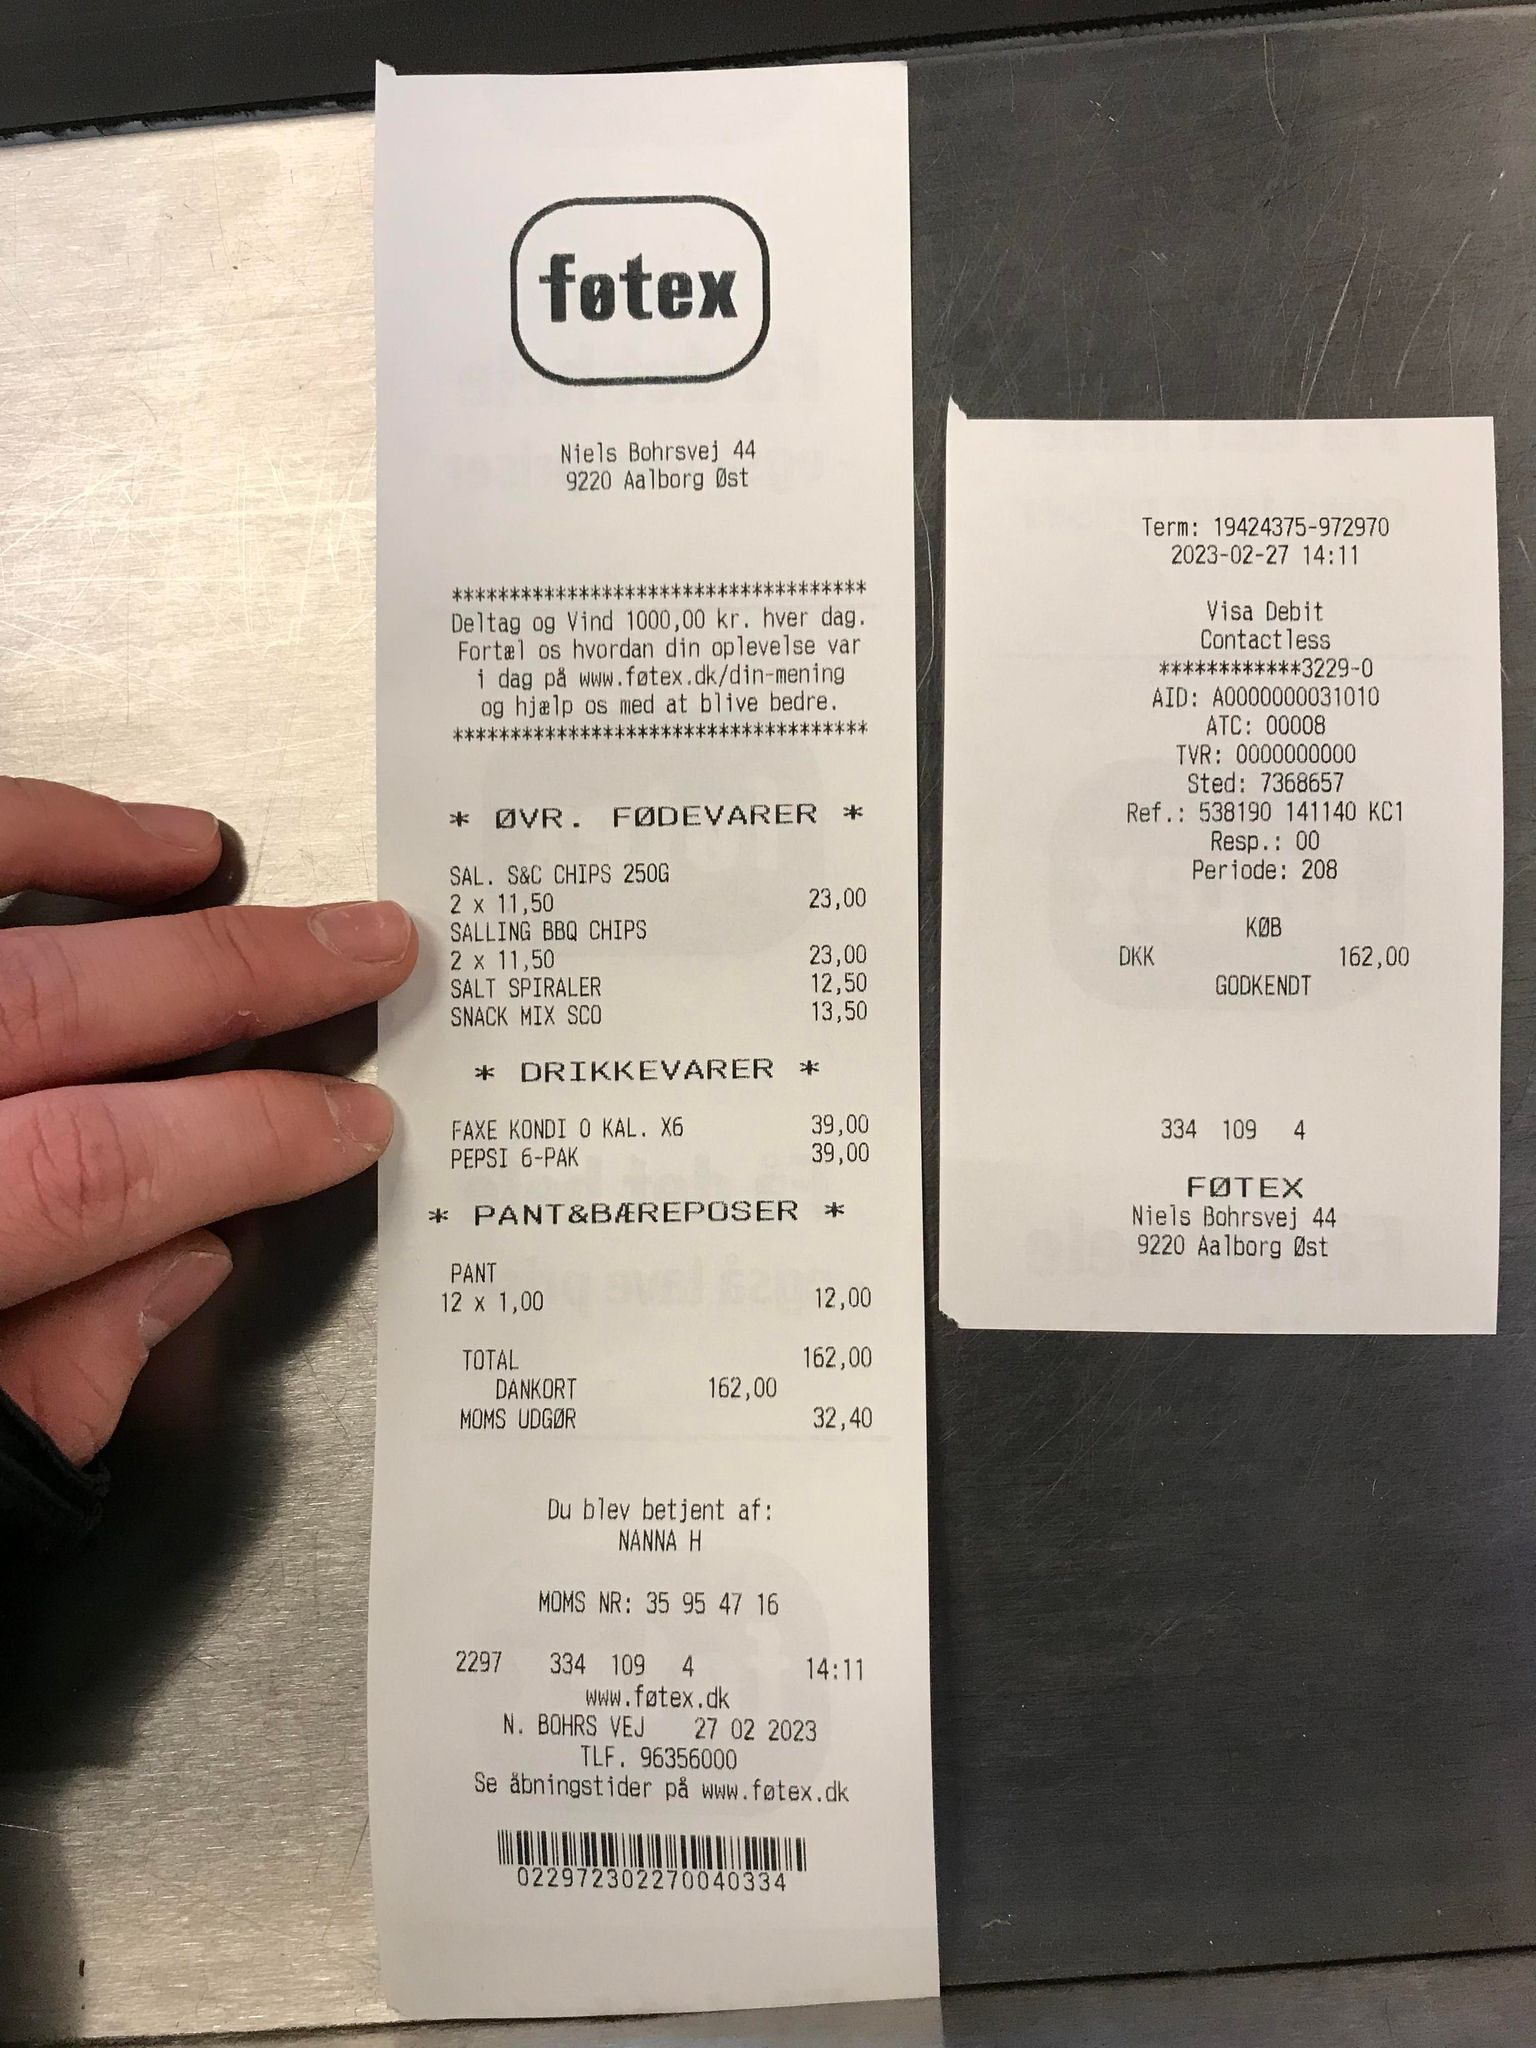 føtex
Niels Bohrsvej 44
9220 Aalborg Øst
************************************
Deltag og Vind 1000,00 kr. hver dag.
Fortæl os hvordan din oplevelse var
i dag på www.føtex.dk/din-mening
og hjælp os med at blive bedre.
************************************
* ØVR. FØDEVARER *
SAL. S&C CHIPS 250G
2 x 11,50 23,00
SALLING BBQ CHIPS
2 x 11,50 23,00
SALT SPIRALER 12,50
SNACK MIX SCO 13,50
* DRIKKEVARER *
FAXE KONDI 0 KAL. X6 39,00
PEPSI 6-PAK 39,00
* PANT&BÆREPOSER *
PANT
12 x 1,00 12,00
TOTAL 162,00
DANKORT 162,00
MOMS UDGØR 32,40
Du blev betjent af:
NANNA H
MOMS NR: 35 95 47 16
2297 334 109 4 14:11
www.føtex.dk
N. BOHRS VEJ 27 02 2023
TLF. 96356000
Se åbningstider på www.føtex.dk
022972302270040334
Term: 19424375-972970
2023-02-27 14:11
Visa Debit
Contactless
************3229-0
AID: A0000000031010
ATC: 00008
TVR: 0000000000
Sted: 7368657
Ref.: 538190 141140 KC1
Resp.: 00
Periode: 208
KØB
DKK 162,00
GODKENDT
334 109 4
FØTEX
Niels Bohrsvej 44
9220 Aalborg Øst